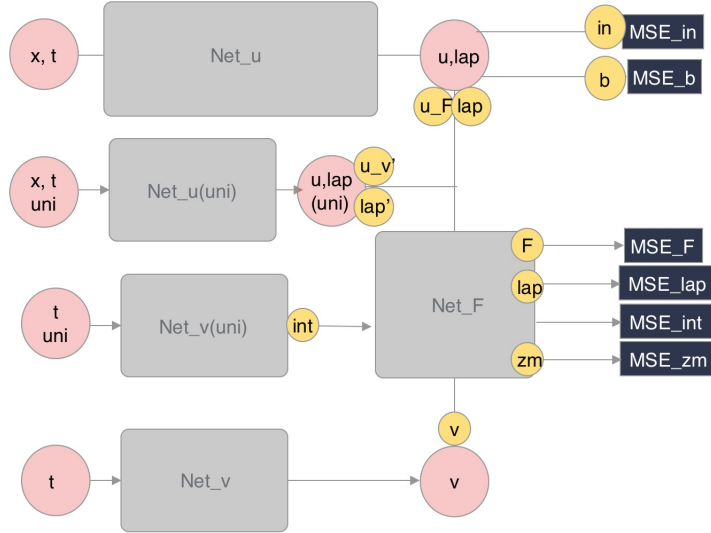 x, t
Net_u
u,lap
in
MSE_in
b
MSE_b
u_F
lap
x, t
uni
Net_u(uni)
u,lap
(uni)
u_v'
lap'
t
uni
Net_v(uni)
int
Net_F
F
MSE_F
lap
MSE_lap
MSE_int
zm
MSE_zm
v
t
Net_v
v